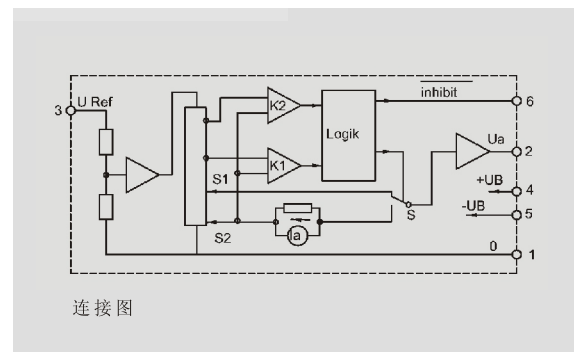 inhibit
3 U Ref
K2
6
Logik
Ua
2
K1
S1
+UB
4
S
-UB
5
S2
Ia
0
1
连接图